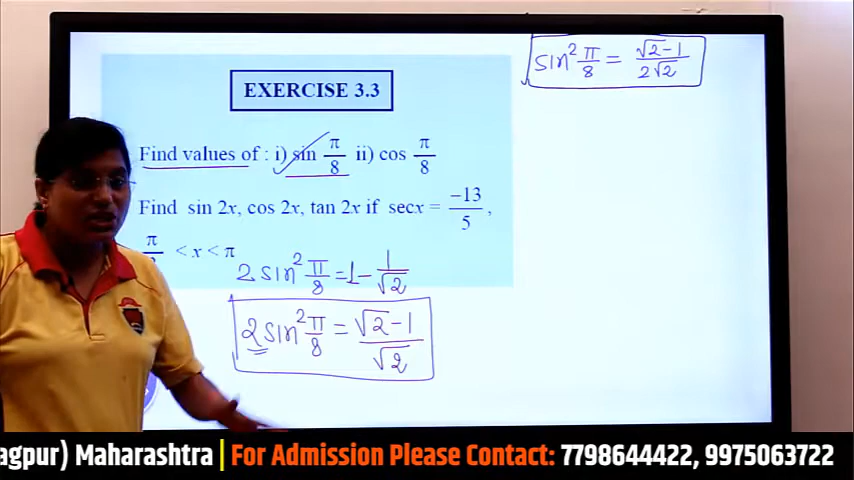 EXERCISE 3.3
Find values of : i) sin π/8 ii) cos π/8
Find sin 2x, cos 2x, tan 2x if secx = −13/5 ,
π < x < π
2 sin² π/8 = 1 − 1/√2
2 sin² π/8 = √2−1/√2
sin² π/8 = √2−1/2√2
agpur) Maharashtra | For Admission Please Contact: 7798644422, 9975063722